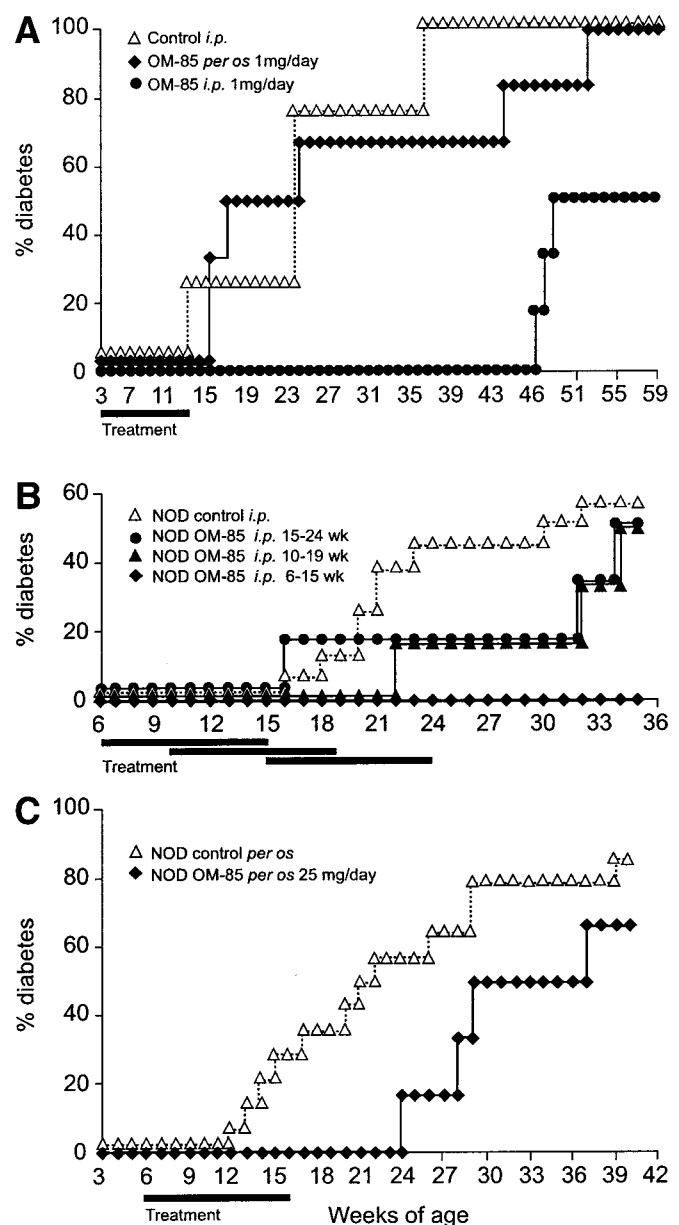 A
100
80
60
40
20
0
% diabetes
Control i.p.
OM-85 per os 1mg/day
OM-85 i.p. 1mg/day
3 7 11 15 19 23 27 31 35 39 43 46 51 55 59
Treatment
B
60
40
20
0
% diabetes
NOD control i.p.
NOD OM-85 i.p. 15-24 wk
NOD OM-85 i.p. 10-19 wk
NOD OM-85 i.p. 6-15 wk
6 9 12 15 18 21 24 27 30 33 36
Treatment
C
100
80
60
40
20
0
% diabetes
NOD control per os
NOD OM-85 per os 25 mg/day
3 6 9 12 15 18 21 24 27 30 33 36 39 42
Treatment
Weeks of age